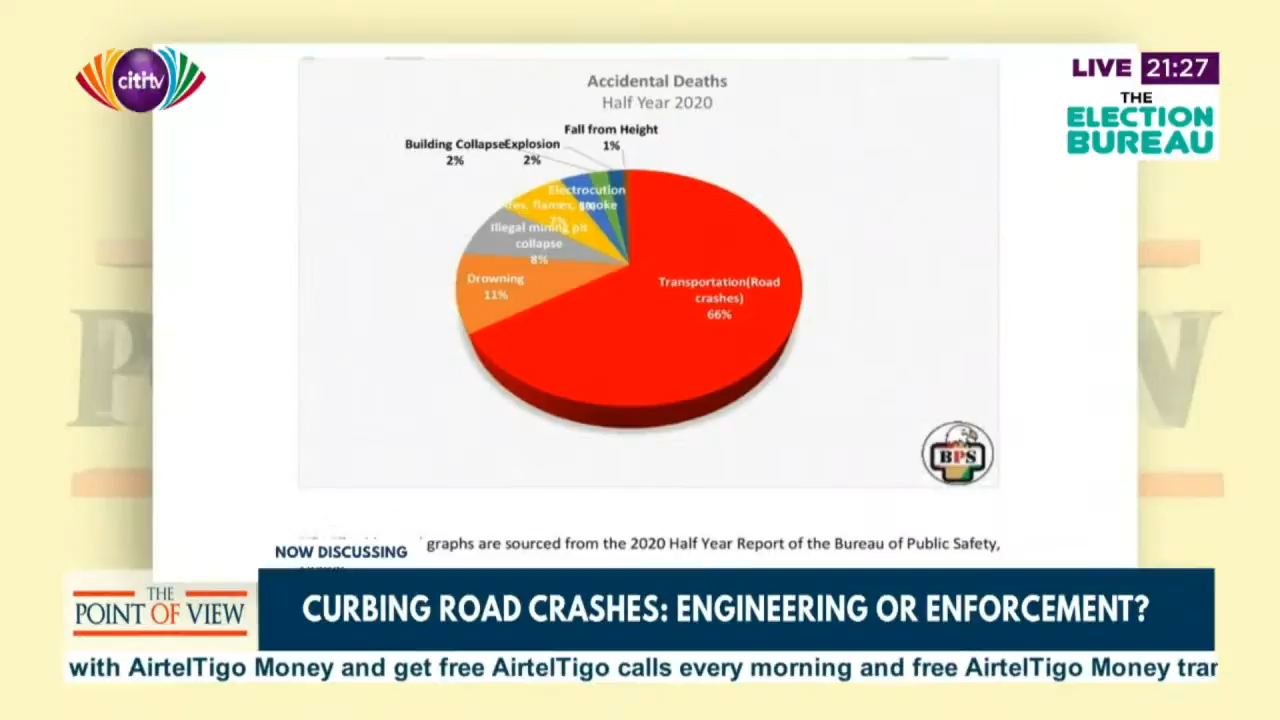 citi tv
LIVE 21:27
THE
ELECTION
BUREAU
Accidental Deaths
Half Year 2020
Fall from Height
1%
Building Collapse
2%
Explosion
2%
Electrocution
flames, smoke
7%
Illegal mining pit
collapse
8%
Drowning
11%
Transportation(Road
crashes)
66%
BPS
graphs are sourced from the 2020 Half Year Report of the Bureau of Public Safety,
NOW DISCUSSING
THE
POINT OF VIEW
CURBING ROAD CRASHES: ENGINEERING OR ENFORCEMENT?
with AirtelTigo Money and get free AirtelTigo calls every morning and free AirtelTigo Money